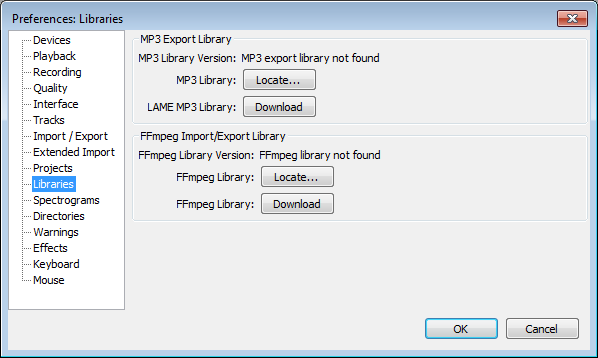 Preferences: Libraries
Devices
Playback
Recording
Quality
Interface
Tracks
Import / Export
Extended Import
Projects
Libraries
Spectrograms
Directories
Warnings
Effects
Keyboard
Mouse
MP3 Export Library
MP3 Library Version: MP3 export library not found
MP3 Library: Locate...
LAME MP3 Library: Download
FFmpeg Import/Export Library
FFmpeg Library Version: FFmpeg library not found
FFmpeg Library: Locate...
FFmpeg Library: Download
OK Cancel